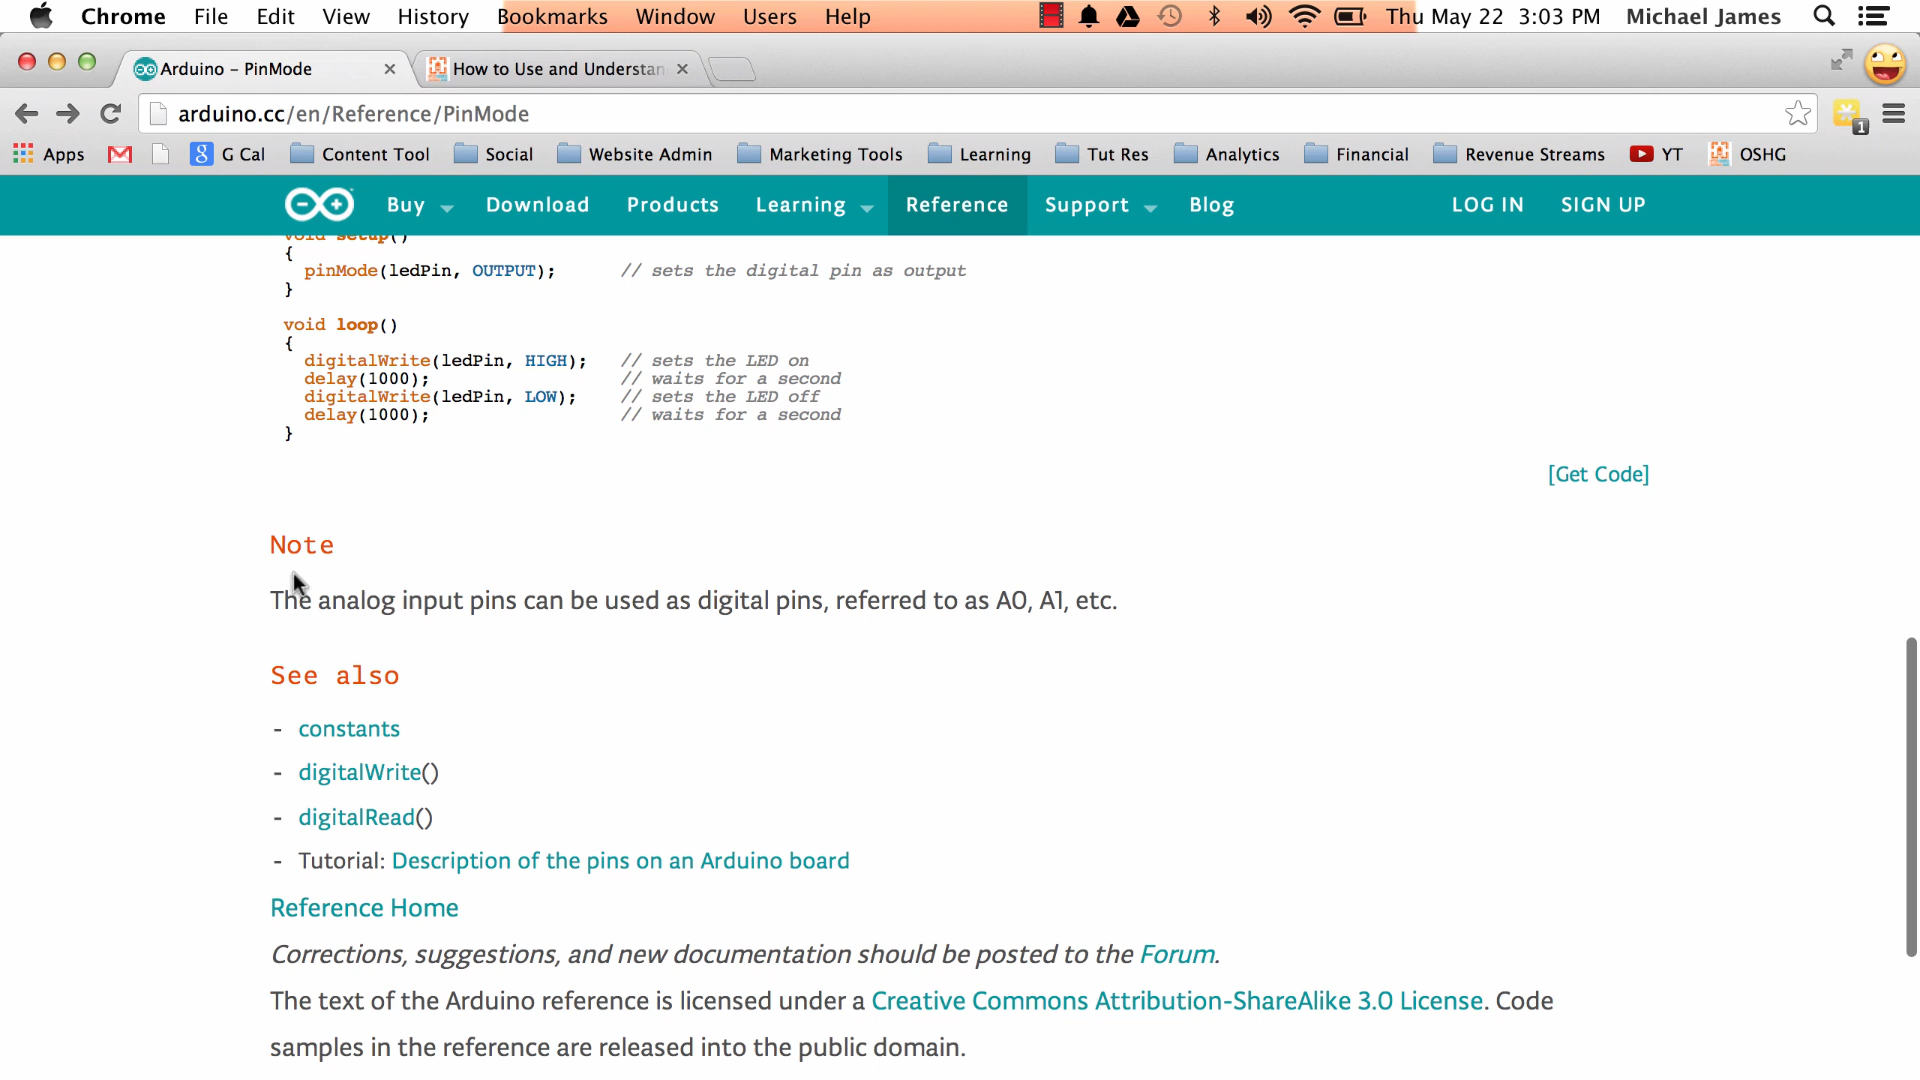 Chrome File Edit View History Bookmarks Window Users Help Thu May 22 3:03 PM Michael James
Arduino – PinMode How to Use and Understan
arduino.cc/en/Reference/PinMode
1
Apps G Cal Content Tool Social Website Admin Marketing Tools Learning Tut Res Analytics Financial Revenue Streams YT OSHG
Buy Download Products Learning Reference Support Blog LOG IN SIGN UP
void setup()
{
pinMode(ledPin, OUTPUT); // sets the digital pin as output
}
void loop()
{
digitalWrite(ledPin, HIGH); // sets the LED on
delay(1000); // waits for a second
digitalWrite(ledPin, LOW); // sets the LED off
delay(1000); // waits for a second
}
[Get Code]
Note
The analog input pins can be used as digital pins, referred to as A0, A1, etc.
See also
- constants
- digitalWrite()
- digitalRead()
- Tutorial: Description of the pins on an Arduino board
Reference Home
Corrections, suggestions, and new documentation should be posted to the Forum.
The text of the Arduino reference is licensed under a Creative Commons Attribution-ShareAlike 3.0 License. Code
samples in the reference are released into the public domain.